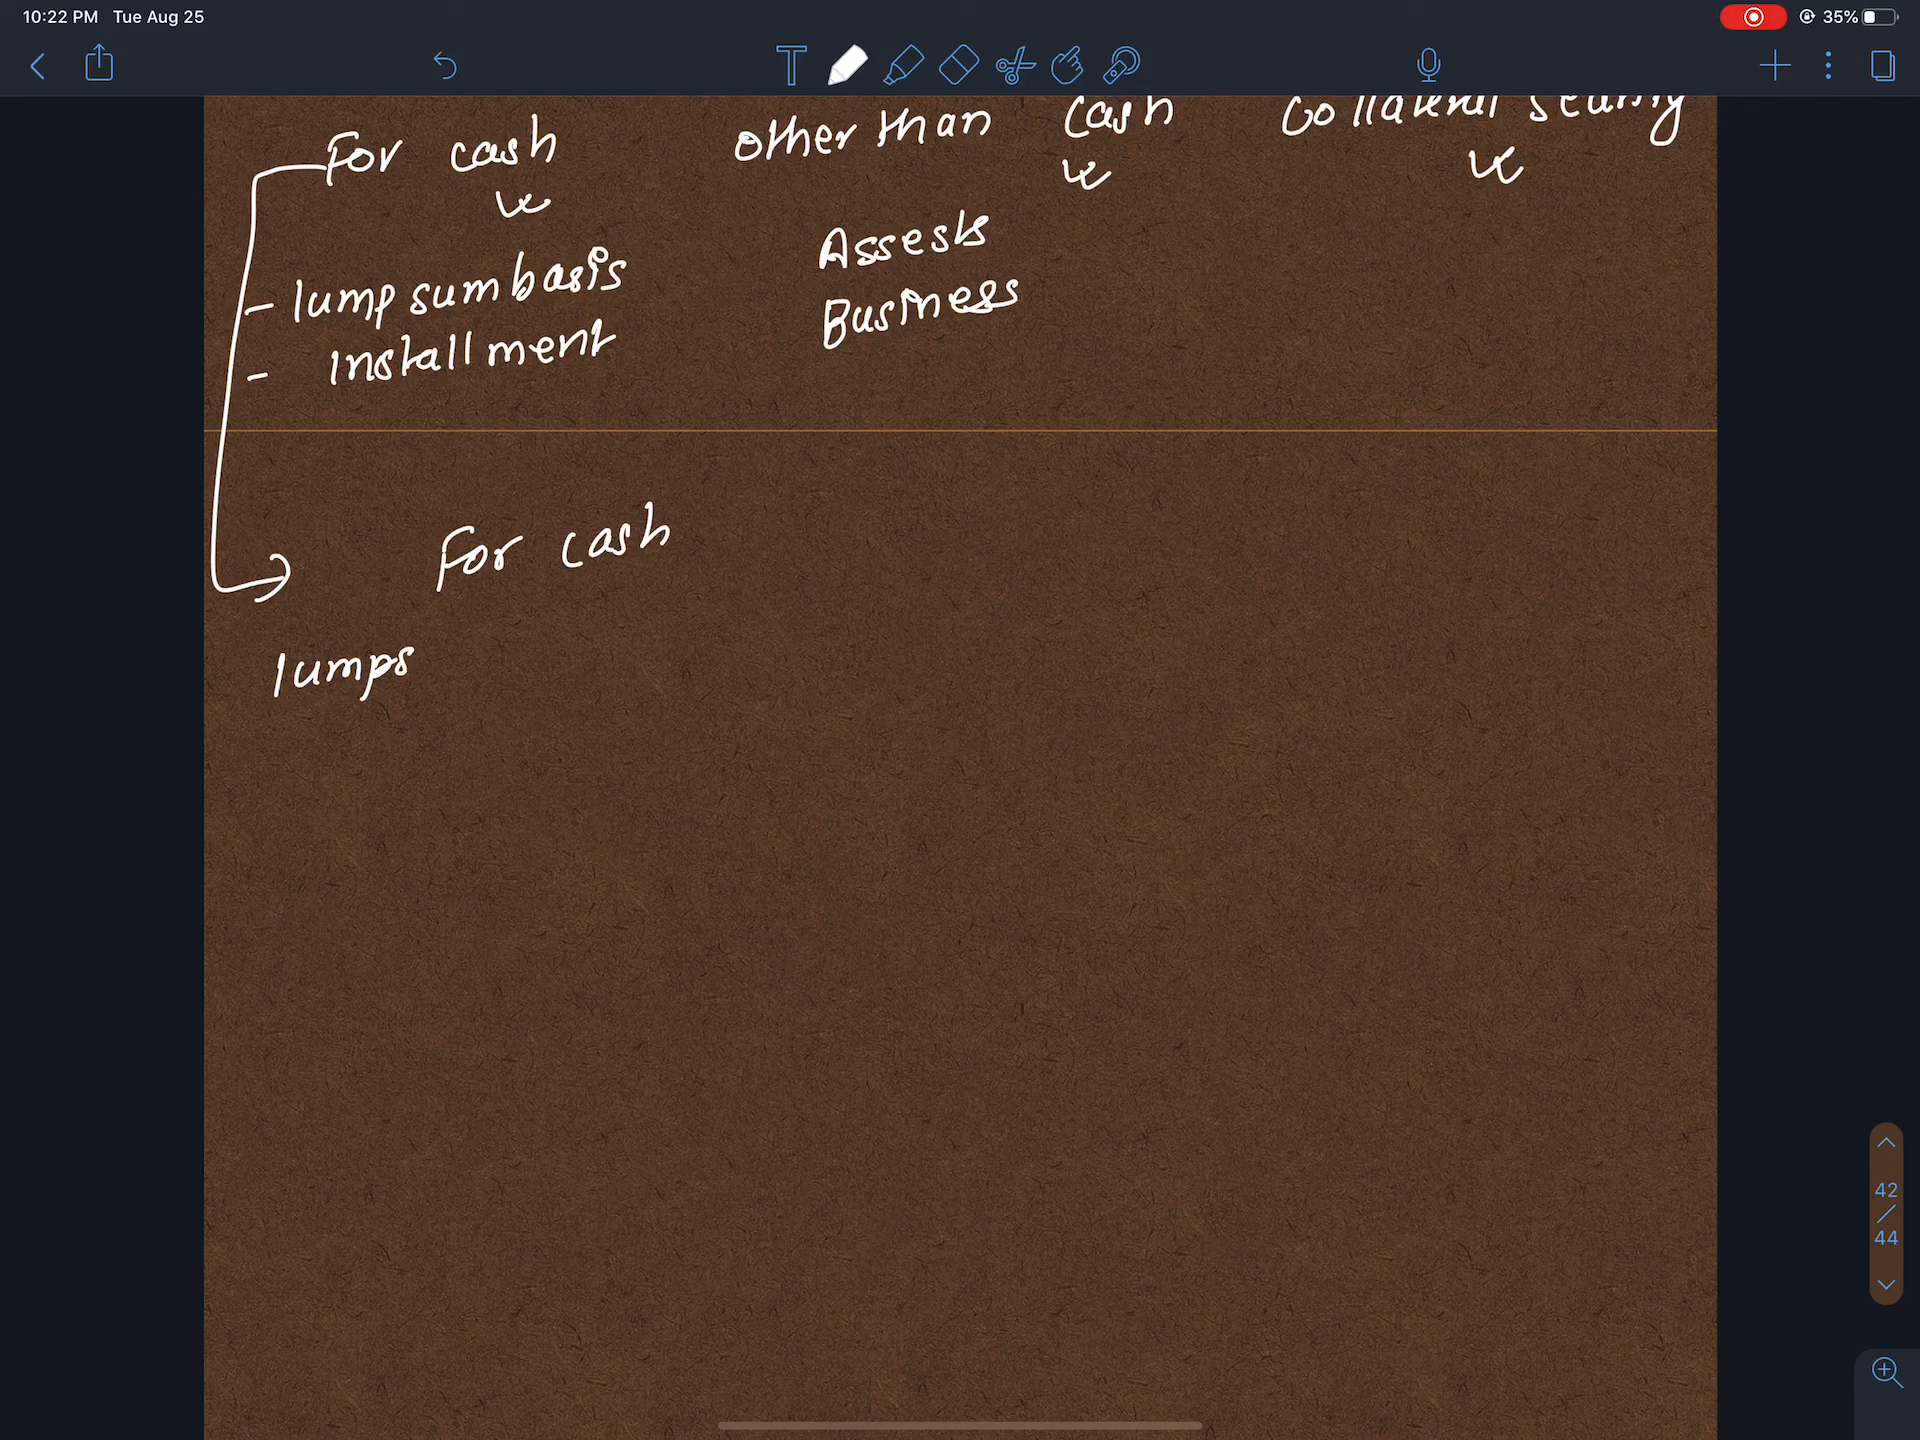 10:22 PM Tue Aug 25
35%
For cash other than Cash Collateral
- lump sum basis Assests
- Installment Business
For cash
lumps
42
44